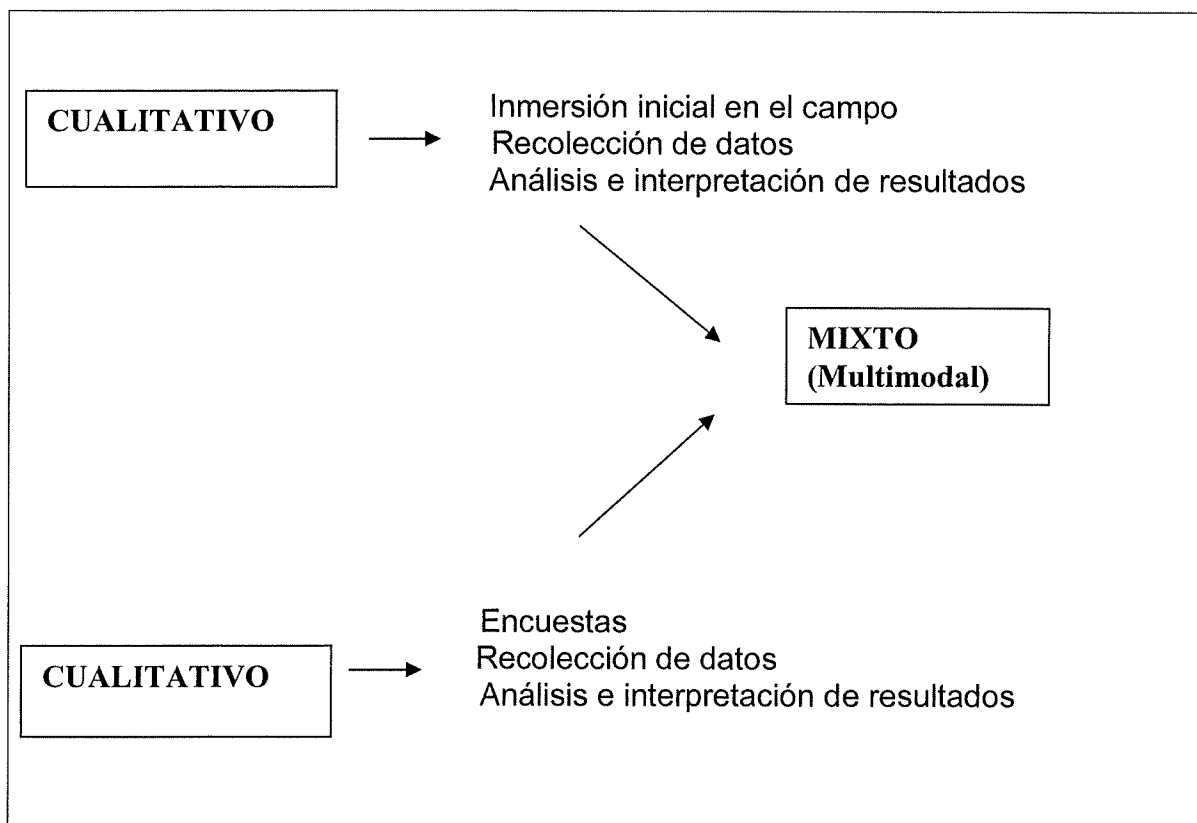 CUALITATIVO
Inmersión inicial en el campo
Recolección de datos
Análisis e interpretación de resultados
MIXTO
(Multimodal)
Encuestas
Recolección de datos
Análisis e interpretación de resultados
CUALITATIVO